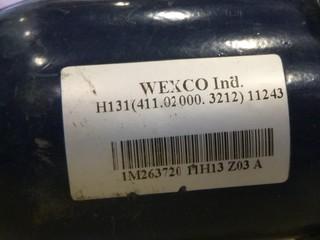 WEXCO Ind.
H131(411.02000. 3212) 11243
1M263720 11H13 Z03 A